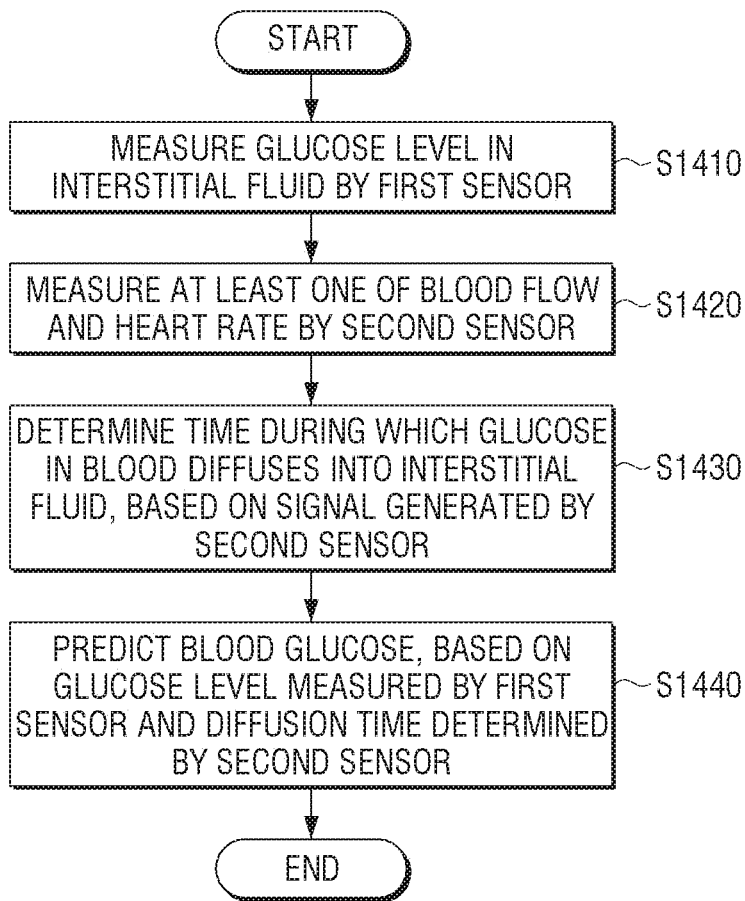 START
MEASURE GLUCOSE LEVEL IN
INTERSTITIAL FLUID BY FIRST SENSOR
S1410
MEASURE AT LEAST ONE OF BLOOD FLOW
AND HEART RATE BY SECOND SENSOR
S1420
DETERMINE TIME DURING WHICH GLUCOSE
IN BLOOD DIFFUSES INTO INTERSTITIAL
FLUID, BASED ON SIGNAL GENERATED BY
SECOND SENSOR
S1430
PREDICT BLOOD GLUCOSE, BASED ON
GLUCOSE LEVEL MEASURED BY FIRST
SENSOR AND DIFFUSION TIME DETERMINED
BY SECOND SENSOR
S1440
END